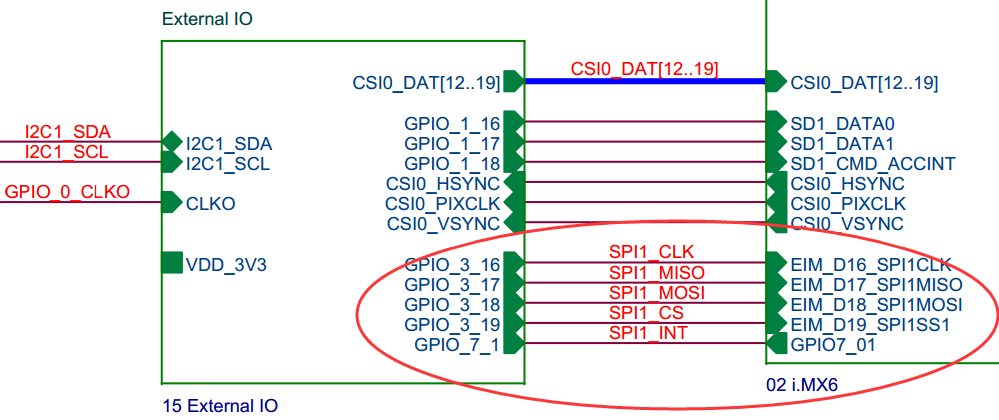 External IO
CSI0_DAT[12..19]
CSI0_DAT[12..19]
CSI0_DAT[12..19]
I2C1_SDA
I2C1_SDA
I2C1_SCL
I2C1_SCL
GPIO_0_CLKO
CLKO
VDD_3V3
GPIO_1_16
SD1_DATA0
GPIO_1_17
SD1_DATA1
GPIO_1_18
SD1_CMD_ACCINT
CSI0_HSYNC
CSI0_HSYNC
CSI0_PIXCLK
CSI0_PIXCLK
CSI0_VSYNC
CSI0_VSYNC
GPIO_3_16
SPI1_CLK
EIM_D16_SPI1CLK
GPIO_3_17
SPI1_MISO
EIM_D17_SPI1MISO
GPIO_3_18
SPI1_MOSI
EIM_D18_SPI1MOSI
GPIO_3_19
SPI1_CS
EIM_D19_SPI1SS1
GPIO_7_1
SPI1_INT
GPIO7_01
02 i.MX6
15 External IO